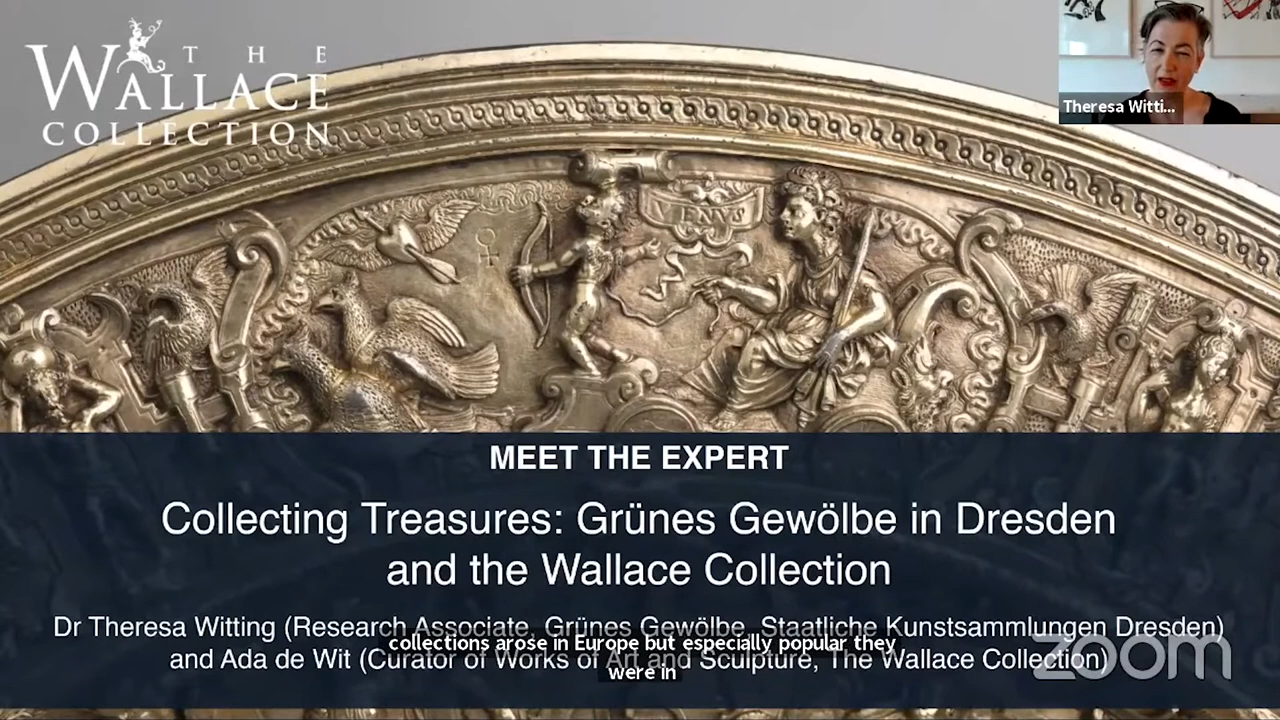 THE
WALLACE
COLLECTION
Theresa Witti...
VENVS
MEET THE EXPERT
Collecting Treasures: Grünes Gewölbe in Dresden
and the Wallace Collection
Dr Theresa Witting (Research Associate, Grünes Gewölbe, Staatliche Kunstsammlungen Dresden)
and Ada de Wit (Curator of Works of Art and Sculpture, The Wallace Collection)
collections arose in Europe but especially popular they
were in
zoom